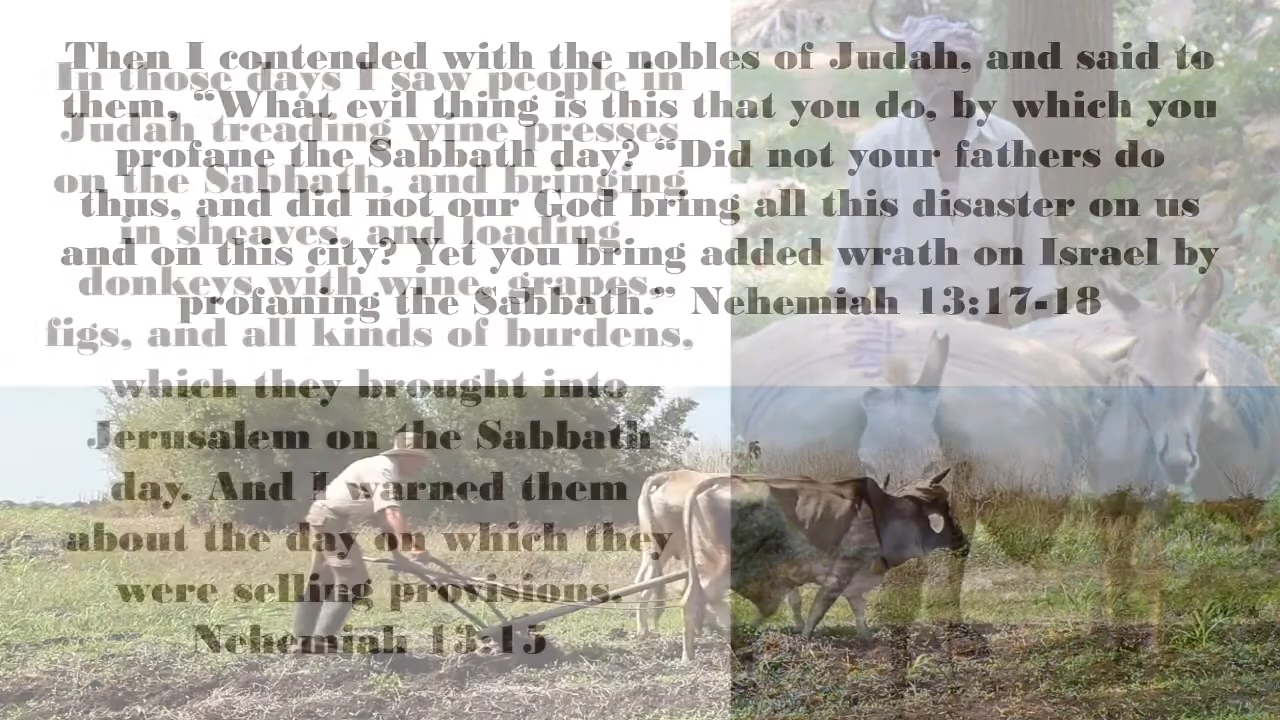 Then I contended with the nobles of Judah, and said to
them, “What evil thing is this that you do, by which you
profane the Sabbath day? “Did not your fathers do
thus, and did not our God bring all this disaster on us
and on this city? Yet you bring added wrath on Israel by
profaning the Sabbath.” Nehemiah 13:17-18
In those days I saw people in
Judah treading wine presses
on the Sabbath, and bringing
in sheaves, and loading
donkeys with wine, grapes,
figs, and all kinds of burdens,
which they brought into
Jerusalem on the Sabbath
day. And I warned them
about the day on which they
were selling provisions.
Nehemiah 13:15